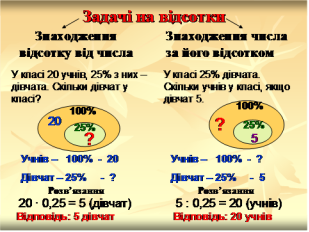 Задачі на відсотки
Знаходження
відсотку від числа
У класі 20 учнів, 25% з них –
дівчата. Скільки дівчат у
класі?
100%
20
25%
?
Учнів – 100% - 20
Дівчат – 25% - ?
Розв'язання
20 · 0,25 = 5 (дівчат)
Відповідь: 5 дівчат
Знаходження числа
за його відсотком
У класі 25% дівчата.
Скільки учнів у класі, якщо
дівчат 5.
100%
?
25%
5
Учнів – 100% - ?
Дівчат – 25% - 5
Розв'язання
5 : 0,25 = 20 (учнів)
Відповідь: 20 учнів